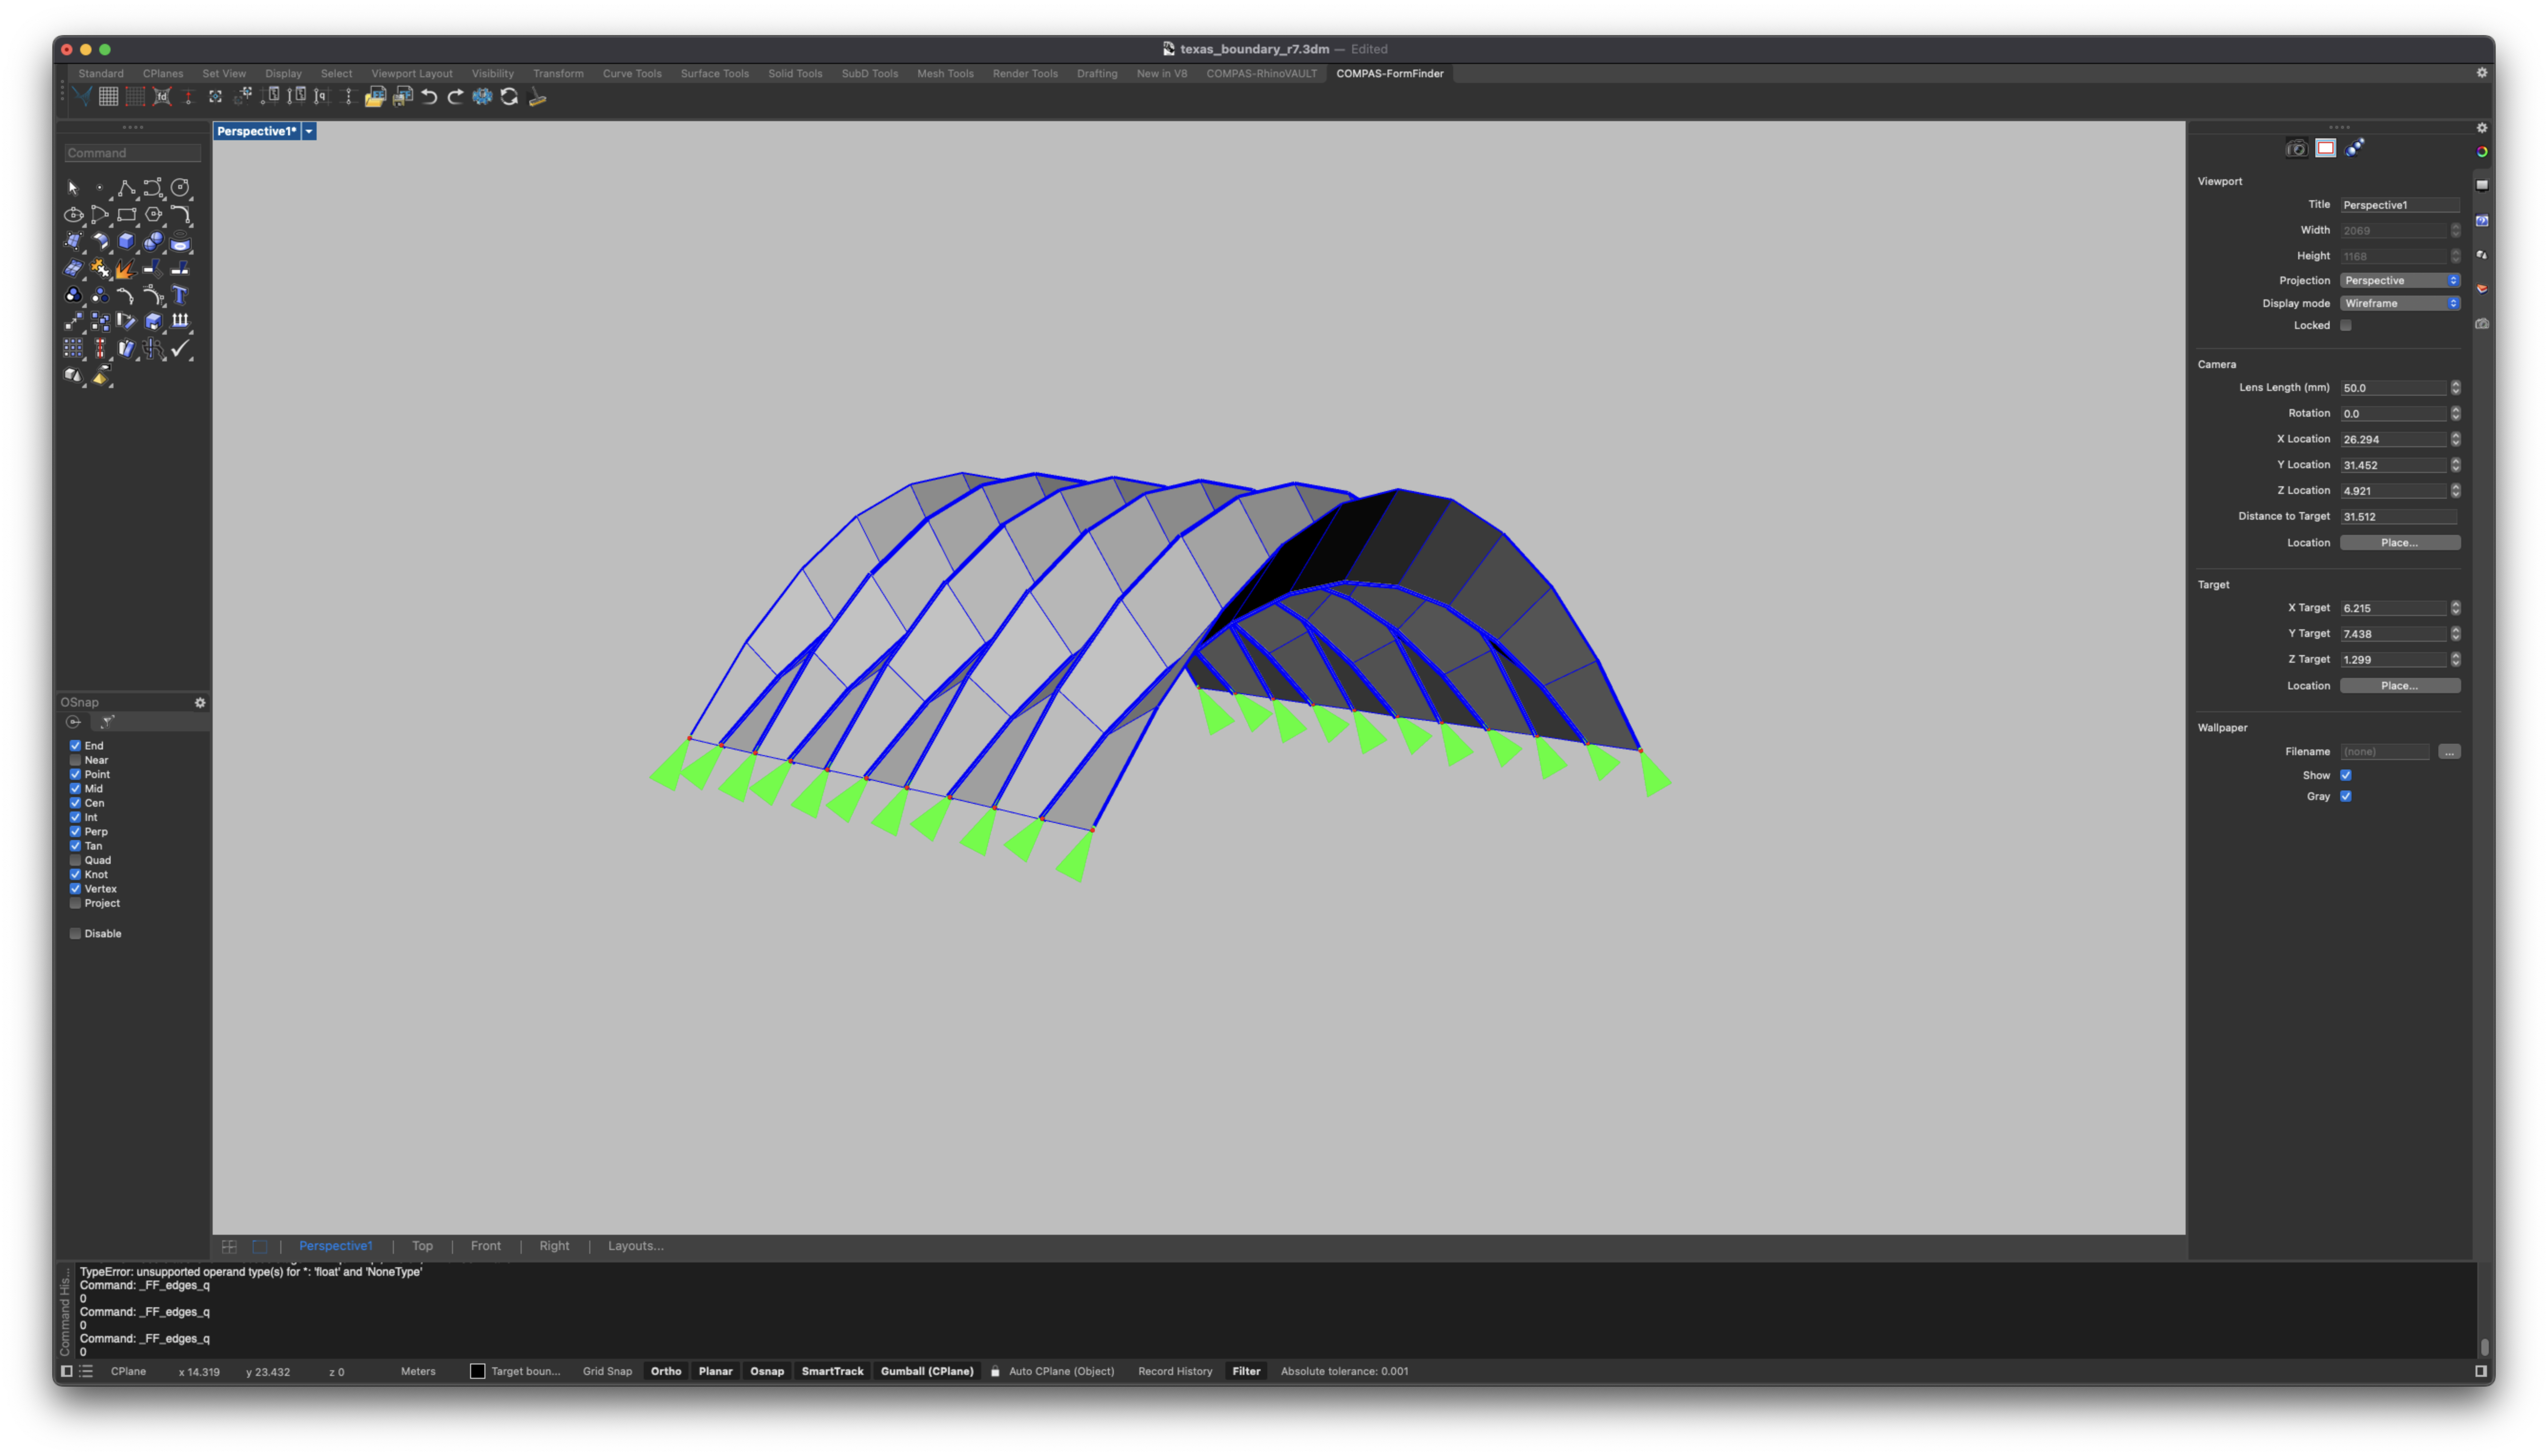 texas_boundary_r7.3dm — Edited
Standard CPlanes Set View Display Select Viewport Layout Visibility Transform Curve Tools Surface Tools Solid Tools SubD Tools Mesh Tools Render Tools Drafting New in V8 COMPAS-RhinoVAULT COMPAS-FormFinder
fd
q
Perspective1*
Command
Viewport
Title Perspective1
Width 2069
Height 1168
Projection Perspective
Display mode Wireframe
Locked
Camera
Lens Length (mm) 50.0
Rotation 0.0
X Location 26.294
Y Location 31.452
Z Location 4.921
Distance to Target 31.512
Location Place...
Target
X Target 6.215
Y Target 7.438
Z Target 1.299
Location Place...
Wallpaper
Filename (none) ...
Show
Gray
OSnap
End
Near
Point
Mid
Cen
Int
Perp
Tan
Quad
Knot
Vertex
Project
Disable
Perspective1 | Top | Front | Right | Layouts...
Command His...
TypeError: unsupported operand type(s) for *: 'float' and 'NoneType'
Command: _FF_edges_q
0
Command: _FF_edges_q
0
Command: _FF_edges_q
0
CPlane x 14.319 y 23.432 z 0 Meters Target boun... Grid Snap Ortho Planar Osnap SmartTrack Gumball (CPlane) Auto CPlane (Object) Record History Filter Absolute tolerance: 0.001